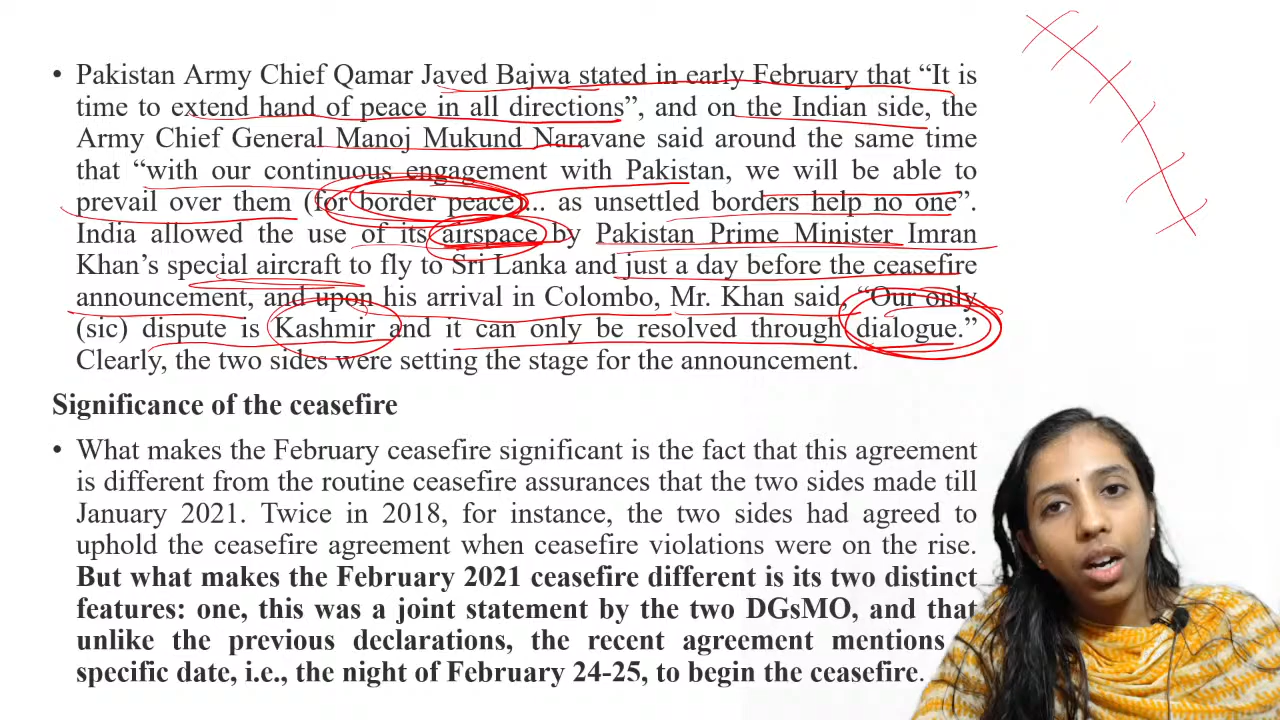 • Pakistan Army Chief Qamar Javed Bajwa stated in early February that “It is
time to extend hand of peace in all directions”, and on the Indian side, the
Army Chief General Manoj Mukund Naravane said around the same time
that “with our continuous engagement with Pakistan, we will be able to
prevail over them (for border peace)... as unsettled borders help no one”.
India allowed the use of its airspace by Pakistan Prime Minister Imran
Khan’s special aircraft to fly to Sri Lanka and just a day before the ceasefire
announcement, and upon his arrival in Colombo, Mr. Khan said, “Our only
(sic) dispute is Kashmir and it can only be resolved through dialogue.”
Clearly, the two sides were setting the stage for the announcement.
Significance of the ceasefire
• What makes the February ceasefire significant is the fact that this agreement
is different from the routine ceasefire assurances that the two sides made till
January 2021. Twice in 2018, for instance, the two sides had agreed to
uphold the ceasefire agreement when ceasefire violations were on the rise.
But what makes the February 2021 ceasefire different is its two distinct
features: one, this was a joint statement by the two DGsMO, and that
unlike the previous declarations, the recent agreement mentions
specific date, i.e., the night of February 24-25, to begin the ceasefire.